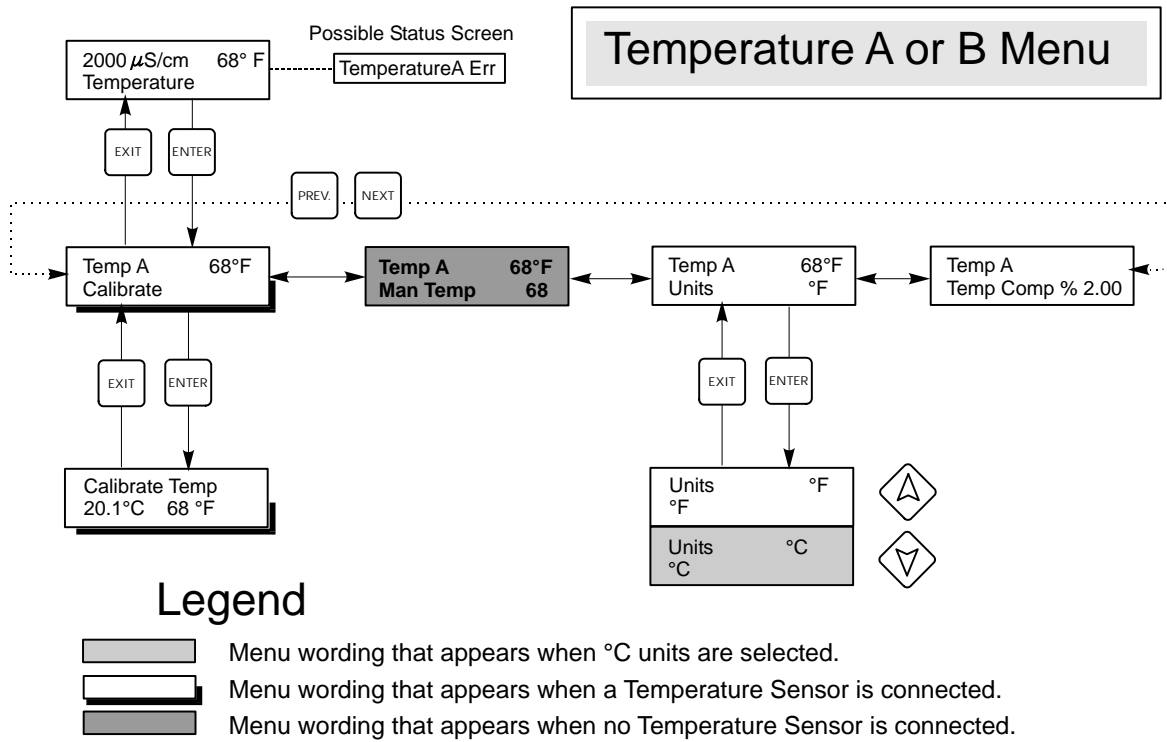 Temperature A or B Menu
Possible Status Screen
2000 µS/cm 68° F
Temperature
TemperatureA Err
EXIT
ENTER
PREV.
NEXT
Temp A 68°F
Calibrate
Temp A 68°F
Man Temp 68
Temp A 68°F
Units °F
Temp A
Temp Comp % 2.00
EXIT
ENTER
EXIT
ENTER
Calibrate Temp
20.1°C 68 °F
Units °F
°F
Units °C
°C
Legend
Menu wording that appears when °C units are selected.
Menu wording that appears when a Temperature Sensor is connected.
Menu wording that appears when no Temperature Sensor is connected.